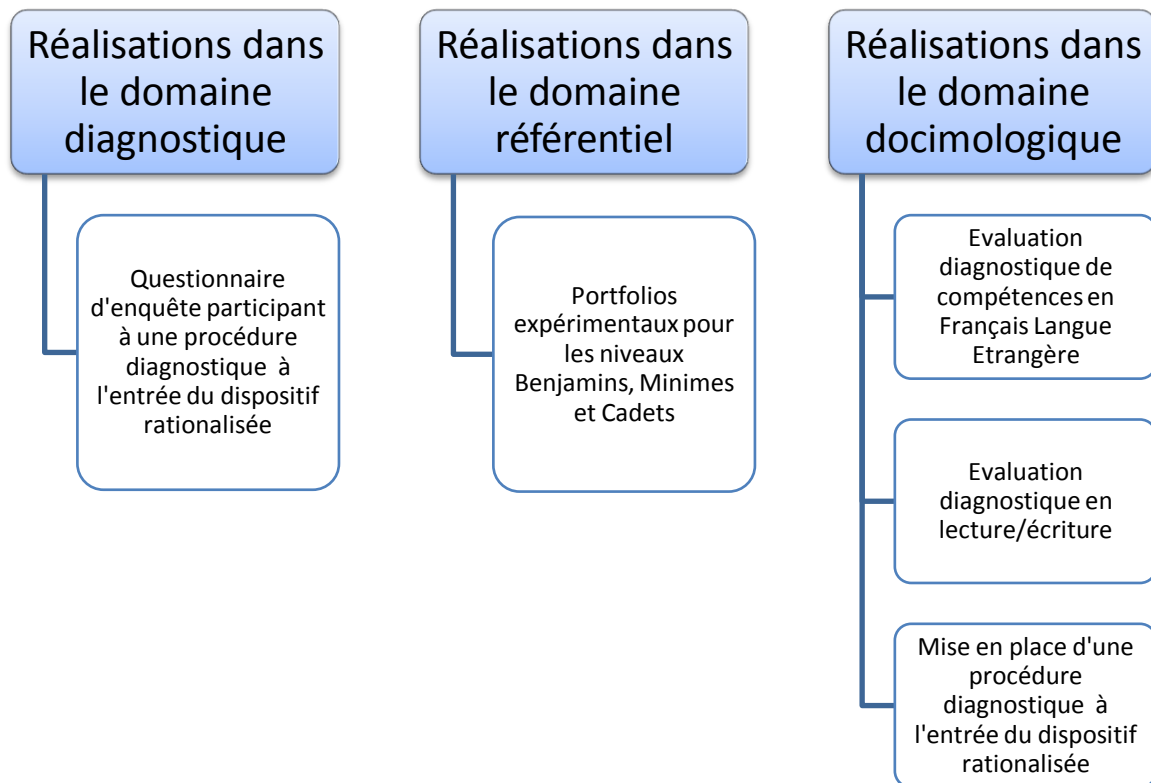 Réalisations dans
le domaine
diagnostique
Questionnaire
d'enquête participant
à une procédure
diagnostique à
l'entrée du dispositif
rationalisée
Réalisations dans
le domaine
référentiel
Portfolios
expérimentaux pour
les niveaux
Benjamins, Minimes
et Cadets
Réalisations dans
le domaine
docimologique
Evaluation
diagnostique de
compétences en
Français Langue
Etrangère
Evaluation
diagnostique en
lecture/écriture
Mise en place d'une
procédure
diagnostique à
l'entrée du dispositif
rationalisée